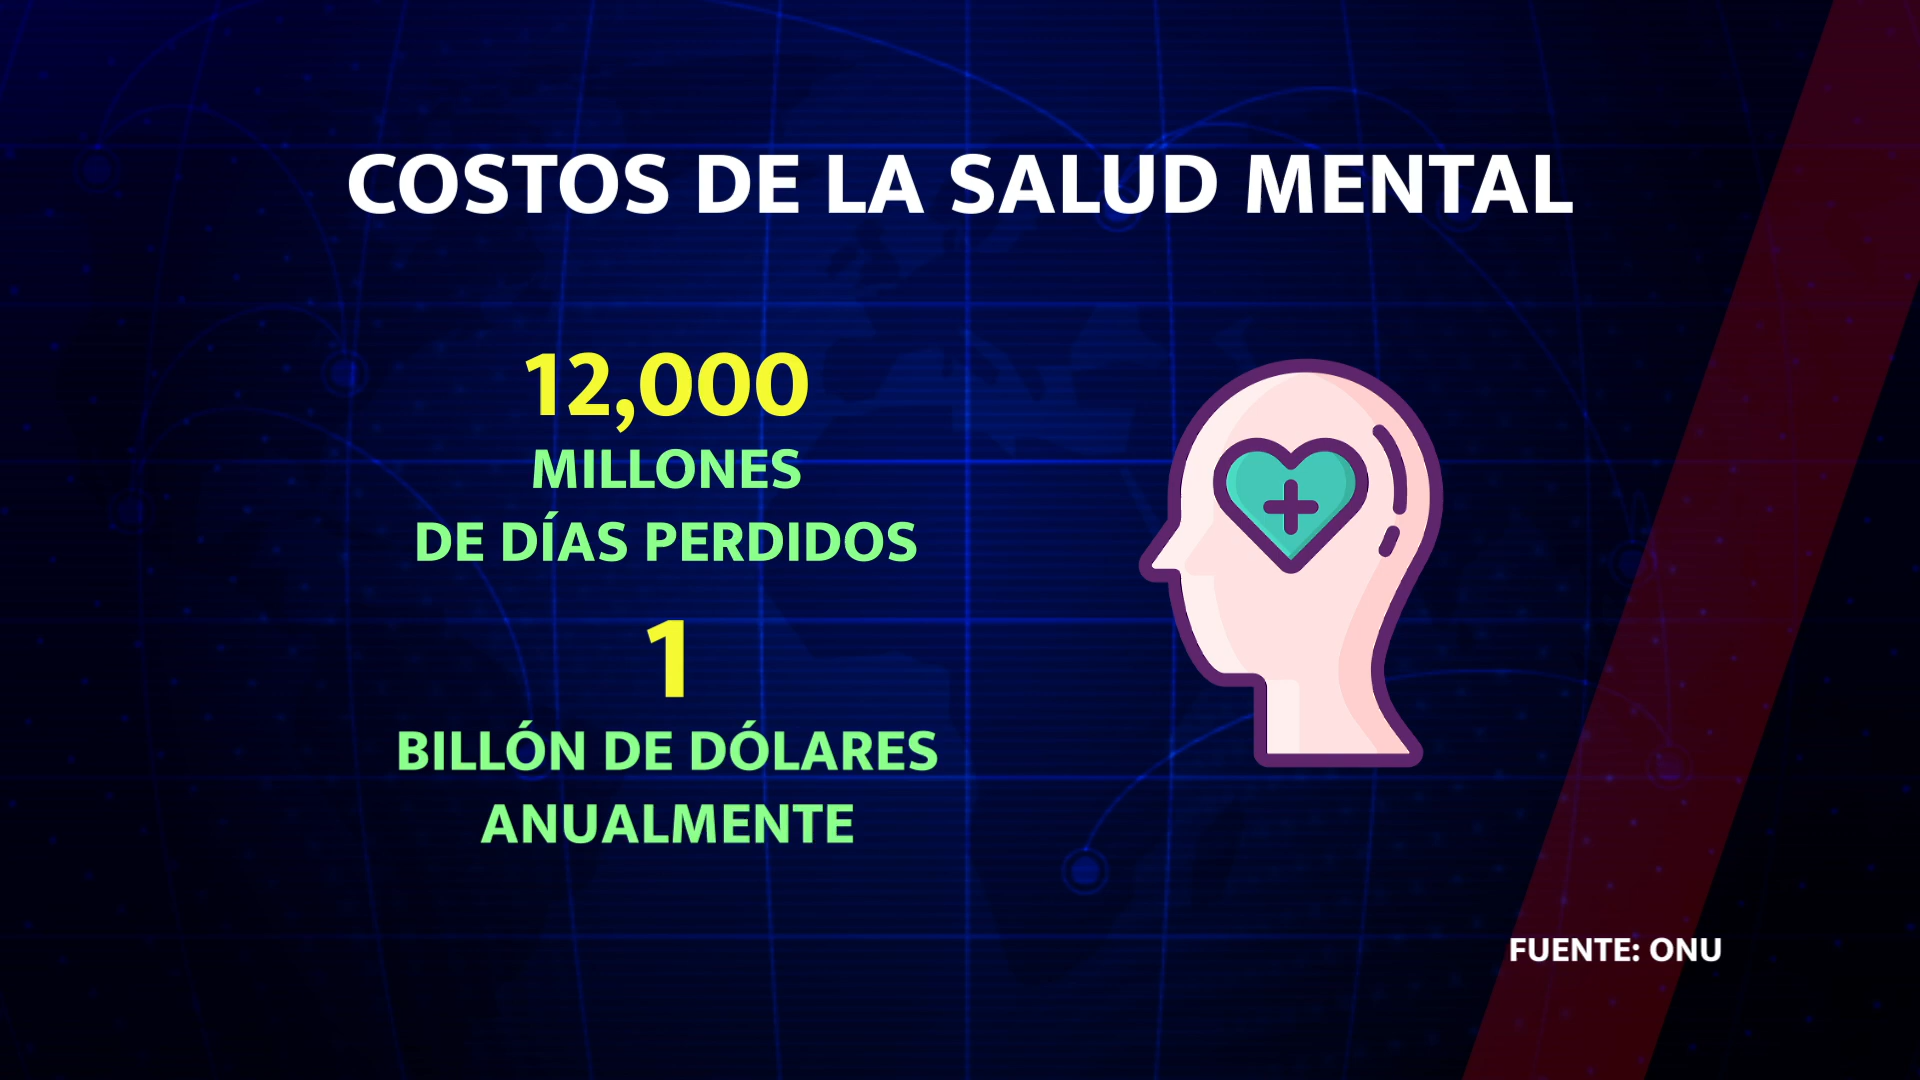 COSTOS DE LA SALUD MENTAL
12,000
MILLONES
DE DÍAS PERDIDOS
1
BILLÓN DE DÓLARES
ANUALMENTE
FUENTE: ONU